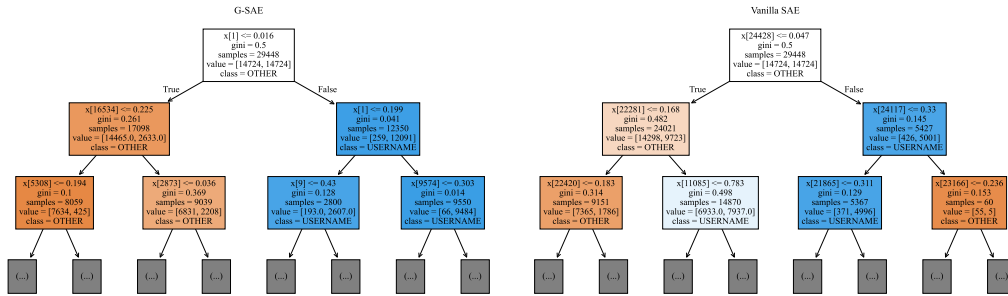 G-SAE
x[1] <= 0.016
gini = 0.5
samples = 29448
value = [14724, 14724]
class = OTHER
True
False
x[16534] <= 0.225
gini = 0.261
samples = 17098
value = [14465.0, 2633.0]
class = OTHER
x[1] <= 0.199
gini = 0.041
samples = 12350
value = [259, 12091]
class = USERNAME
x[5308] <= 0.194
gini = 0.1
samples = 8059
value = [7634, 425]
class = OTHER
x[2873] <= 0.036
gini = 0.369
samples = 9039
value = [6831, 2208]
class = OTHER
x[9] <= 0.43
gini = 0.128
samples = 2800
value = [193.0, 2607.0]
class = USERNAME
x[9574] <= 0.303
gini = 0.014
samples = 9550
value = [66, 9484]
class = USERNAME
(...)
(...)
(...)
(...)
(...)
(...)
(...)
(...)
Vanilla SAE
x[24428] <= 0.047
gini = 0.5
samples = 29448
value = [14724, 14724]
class = OTHER
True
False
x[22281] <= 0.168
gini = 0.482
samples = 24021
value = [14298, 9723]
class = OTHER
x[24117] <= 0.33
gini = 0.145
samples = 5427
value = [426, 5001]
class = USERNAME
x[22420] <= 0.183
gini = 0.314
samples = 9151
value = [7365, 1786]
class = OTHER
x[11085] <= 0.783
gini = 0.498
samples = 14870
value = [6933.0, 7937.0]
class = USERNAME
x[21865] <= 0.311
gini = 0.129
samples = 5367
value = [371, 4996]
class = USERNAME
x[23166] <= 0.236
gini = 0.153
samples = 60
value = [55, 5]
class = OTHER
(...)
(...)
(...)
(...)
(...)
(...)
(...)
(...)